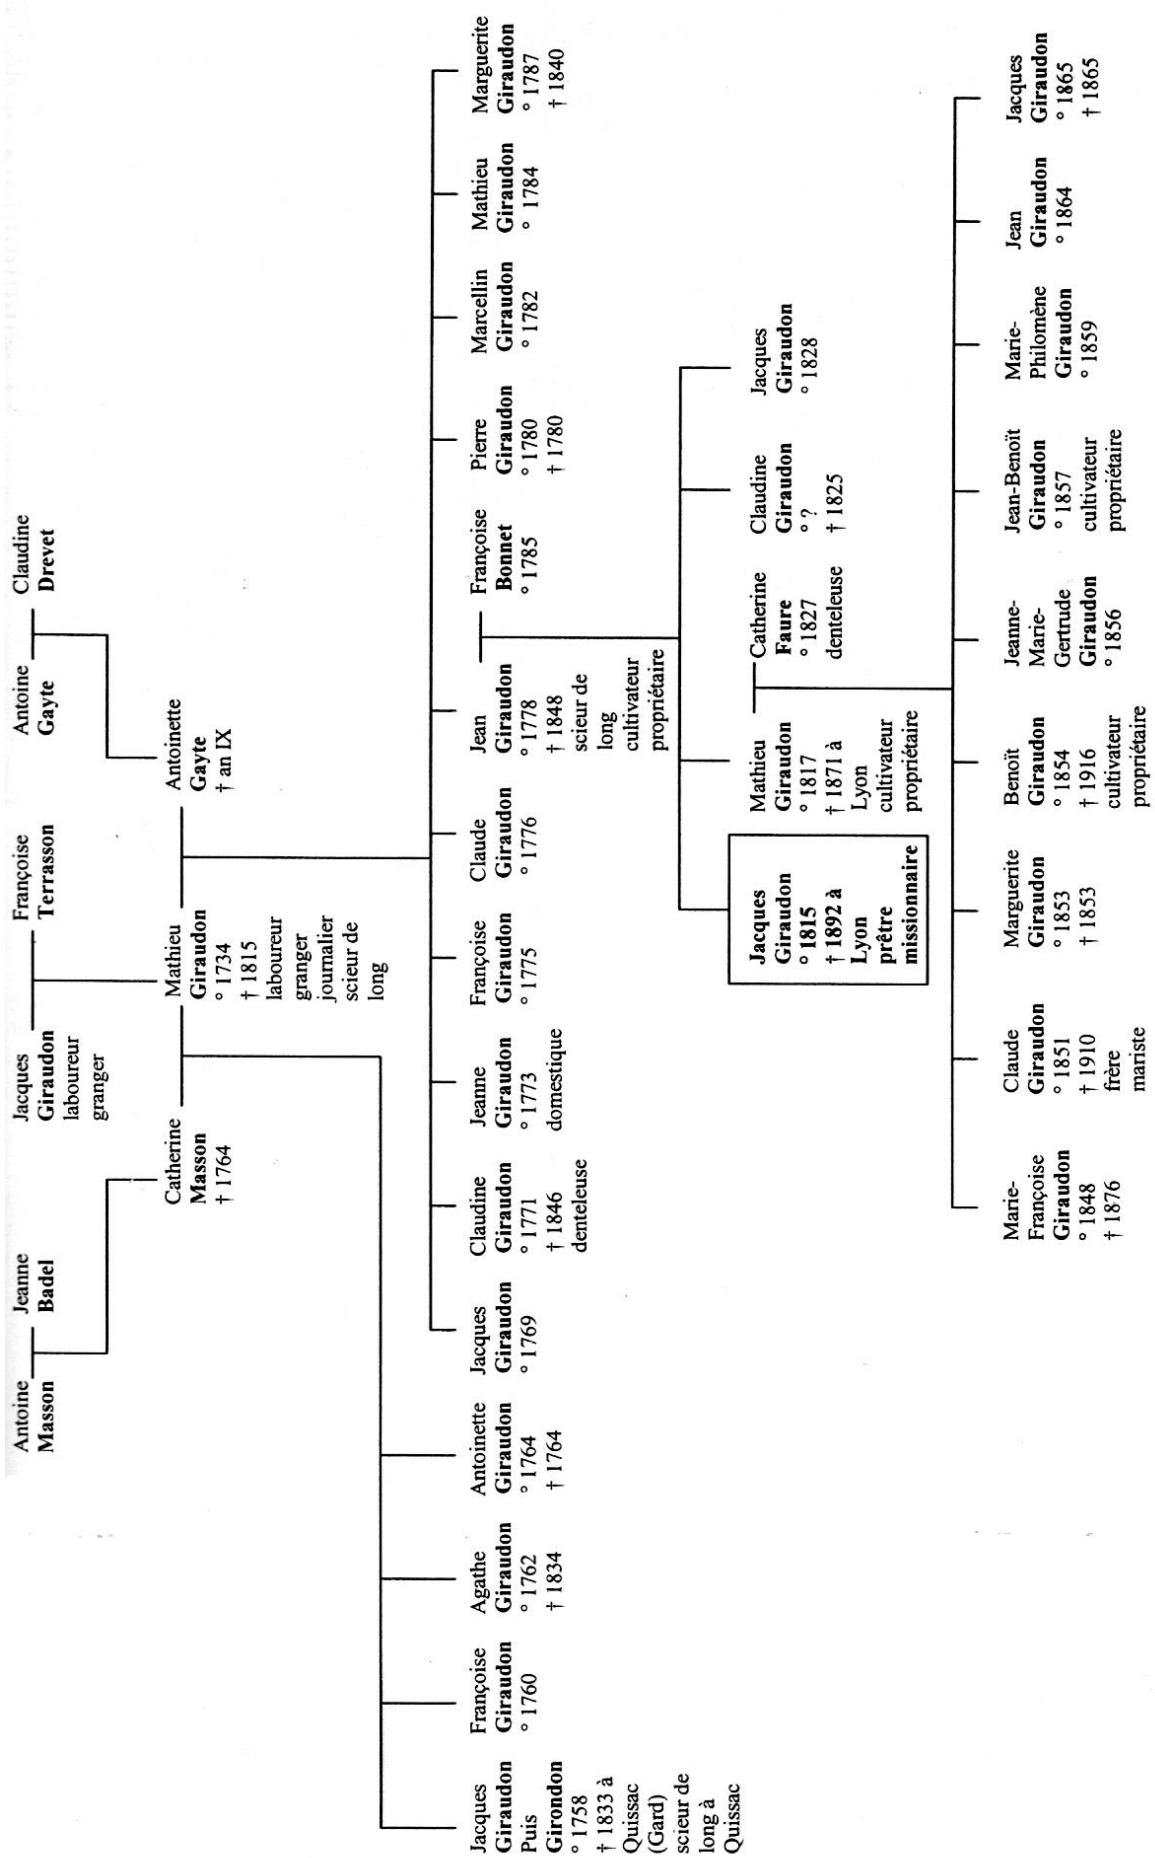 Antoine
Masson
Jeanne
Badel
Jacques
Giraudon
laboureur
granger
Françoise
Terrasson
Antoine
Gayte
Claudine
Drevet
Catherine
Masson
† 1764
Mathieu
Giraudon
° 1734
† 1815
laboureur
granger
journalier
scieur de
long
Antoinette
Gayte
† an IX
Jacques
Giraudon
Puis
Girondon
° 1758
† 1833 à
Quissac
(Gard)
scieur de
long à
Quissac
Françoise
Giraudon
° 1760
Agathe
Giraudon
° 1762
† 1834
Antoinette
Giraudon
° 1764
† 1764
Jacques
Giraudon
° 1769
Claudine
Giraudon
° 1771
† 1846
denteleuse
Jeanne
Giraudon
° 1773
domestique
Françoise
Giraudon
° 1775
Claude
Giraudon
° 1776
Jean
Giraudon
° 1778
† 1848
scieur de
long
cultivateur
propriétaire
Françoise
Bonnet
° 1785
Pierre
Giraudon
° 1780
† 1780
Marcellin
Giraudon
° 1782
Mathieu
Giraudon
° 1784
Marguerite
Giraudon
° 1787
† 1840
Jacques
Giraudon
° 1815
† 1892 à
Lyon
prêtre
missionnaire
Mathieu
Giraudon
° 1817
† 1871 à
Lyon
cultivateur
propriétaire
Catherine
Faure
° 1827
denteleuse
Claudine
Giraudon
° ?
† 1825
Jacques
Giraudon
° 1828
Marie-
Françoise
Giraudon
° 1848
† 1876
Claude
Giraudon
° 1851
† 1910
frère
mariste
Marguerite
Giraudon
° 1853
† 1853
Benoît
Giraudon
° 1854
† 1916
cultivateur
propriétaire
Jeanne-
Marie-
Gertrude
Giraudon
° 1856
Jean-Benoït
Giraudon
° 1857
cultivateur
propriétaire
Marie-
Philomène
Giraudon
° 1859
Jean
Giraudon
° 1864
Jacques
Giraudon
° 1865
† 1865